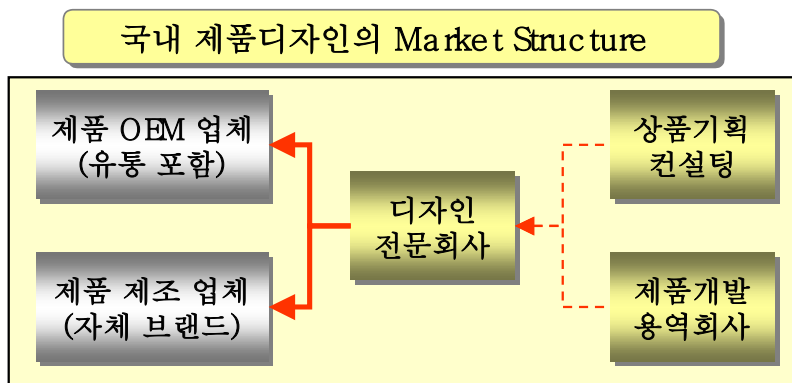 국내 제품디자인의 Market Structure
제품 OEM 업체
(유통 포함)
상품기획
컨설팅
디자인
전문회사
제품 제조 업체
(자체 브랜드)
제품개발
용역회사